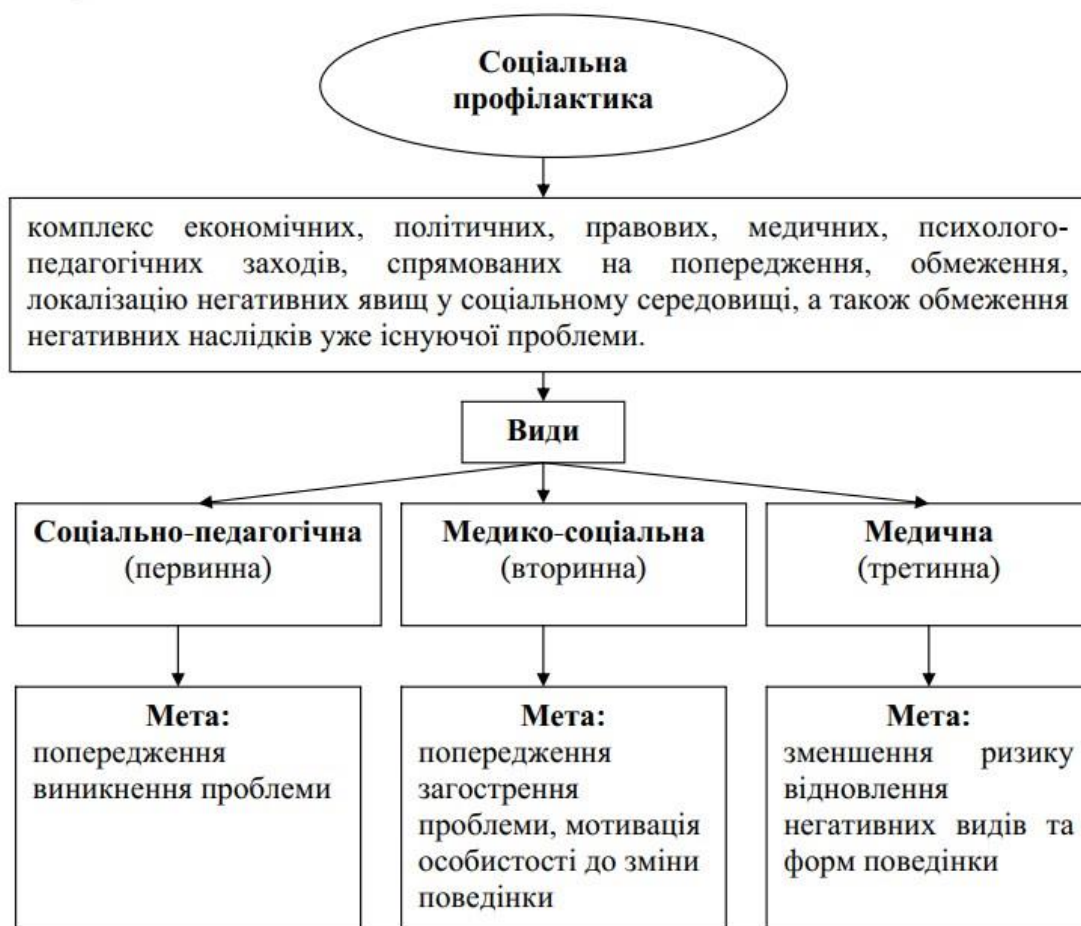 Соціальна
профілактика
комплекс економічних, політичних, правових, медичних, психолого-
педагогічних заходів, спрямованих на попередження, обмеження,
локалізацію негативних явищ у соціальному середовищі, а також обмеження
негативних наслідків уже існуючої проблеми.
Види
Соціально-педагогічна
(первинна)
Медико-соціальна
(вторинна)
Медична
(третинна)
Мета:
попередження
виникнення проблеми
Мета:
попередження
загострення
проблеми, мотивація
особистості до зміни
поведінки
Мета:
зменшення ризику
відновлення
негативних видів та
форм поведінки